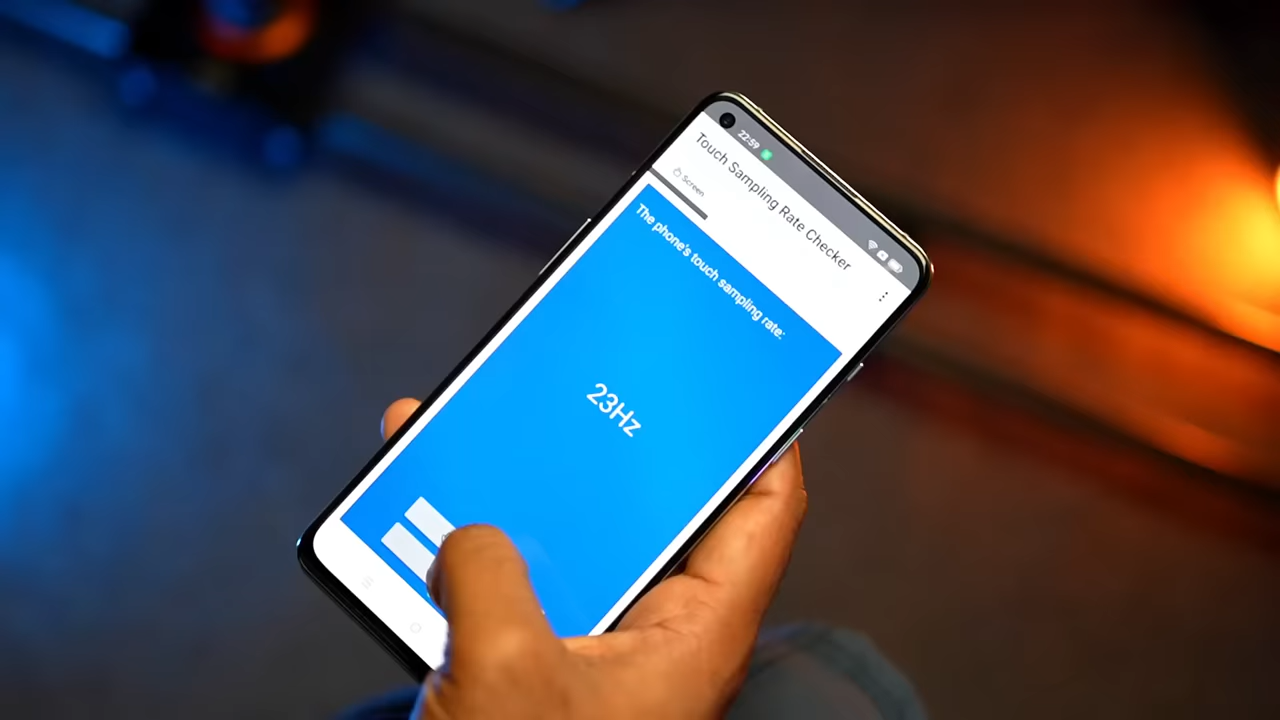 22:59
Touch Sampling Rate Checker
Screen
The phone's touch sampling rate:
23Hz